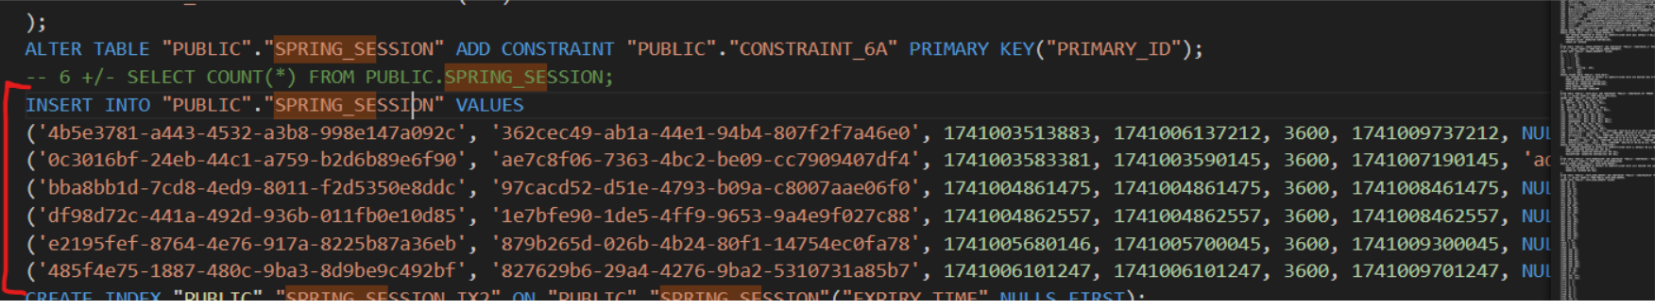 );
ALTER TABLE "PUBLIC"."SPRING_SESSION" ADD CONSTRAINT "PUBLIC"."CONSTRAINT_6A" PRIMARY KEY("PRIMARY_ID");
-- 6 +/- SELECT COUNT(*) FROM PUBLIC.SPRING_SESSION;
INSERT INTO "PUBLIC"."SPRING_SESSION" VALUES
('4b5e3781-a443-4532-a3b8-998e147a092c', '362cec49-ab1a-44e1-94b4-807f2f7a46e0', 1741003513883, 1741006137212, 3600, 1741009737212, NUL
('0c3016bf-24eb-44c1-a759-b2d6b89e6f90', 'ae7c8f06-7363-4bc2-be09-cc7909407df4', 1741003583381, 1741003590145, 3600, 1741007190145, 'ad
('bba8bb1d-7cd8-4ed9-8011-f2d5350e8ddc', '97cacd52-d51e-4793-b09a-c8007aae06f0', 1741004861475, 1741004861475, 3600, 1741008461475, NUL
('df98d72c-441a-492d-936b-011fb0e10d85', '1e7bfe90-1de5-4ff9-9653-9a4e9f027c88', 1741004862557, 1741004862557, 3600, 1741008462557, NUL
('e2195fef-8764-4e76-917a-8225b87a36eb', '879b265d-026b-4b24-80f1-14754ec0fa78', 1741005680146, 1741005700045, 3600, 1741009300045, NUL
('485f4e75-1887-480c-9ba3-8d9be9c492bf', '827629b6-29a4-4276-9ba2-5310731a85b7', 1741006101247, 1741006101247, 3600, 1741009701247, NUL
CREATE INDEX "PUBLIC"."SPRING_SESSION_IX2" ON "PUBLIC"."SPRING_SESSION"("EXPIRY_TIME" NULLS FIRST);